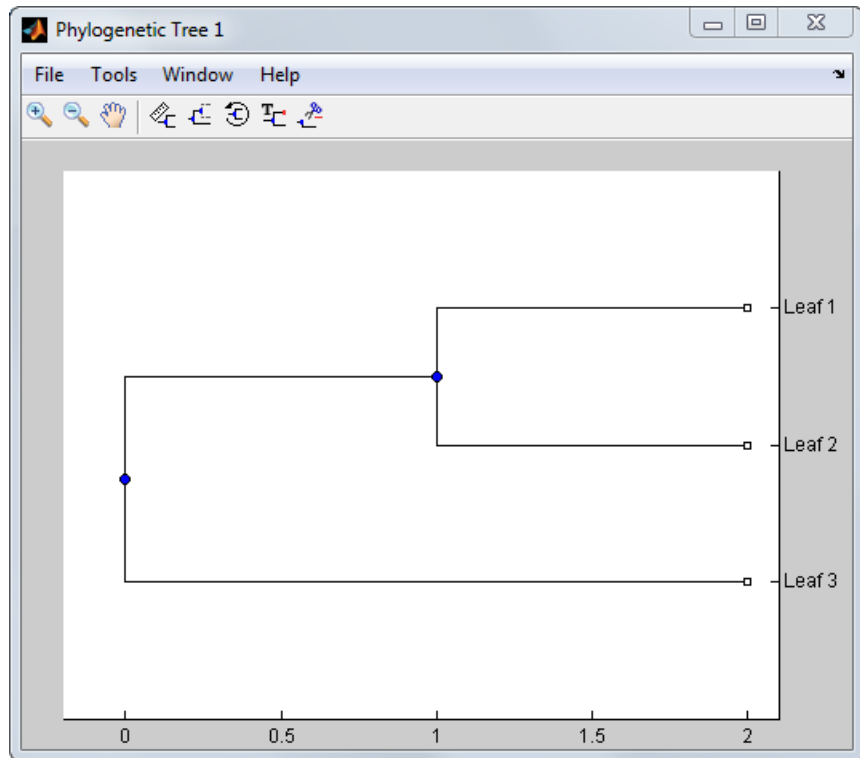 Phylogenetic Tree 1
File Tools Window Help
Leaf 1
Leaf 2
Leaf 3
0 0.5 1 1.5 2